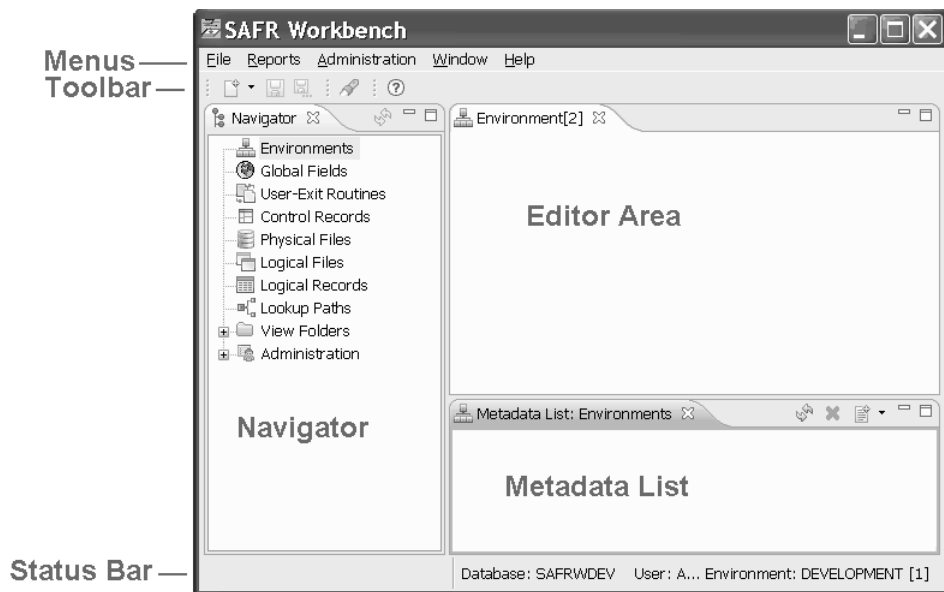 SAFR Workbench
Menus
File Reports Administration Window Help
Toolbar
Navigator
Environment[2]
Environments
Global Fields
User-Exit Routines
Control Records
Physical Files
Logical Files
Logical Records
Lookup Paths
View Folders
Administration
Navigator
Editor Area
Metadata List: Environments
Metadata List
Status Bar
Database: SAFRWDEV User: A... Environment: DEVELOPMENT [1]